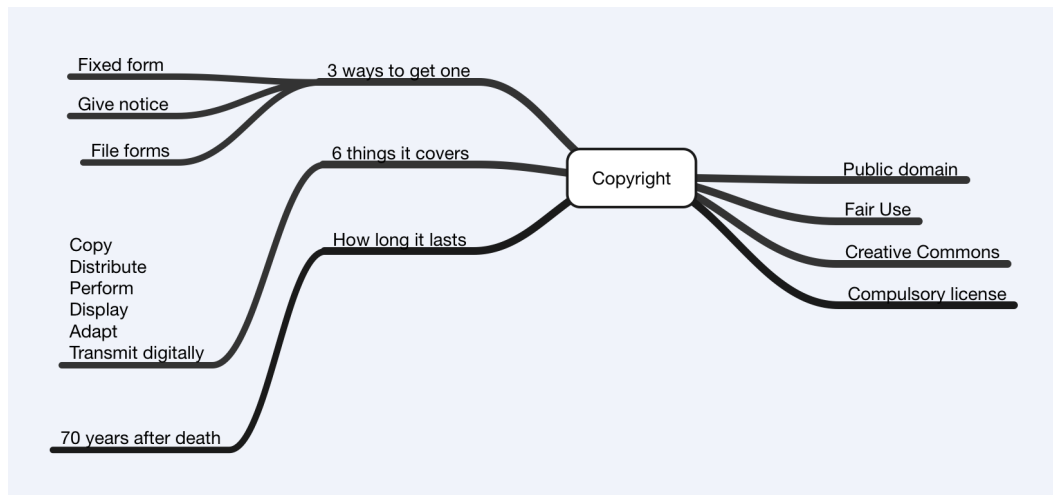 Fixed form
Give notice
File forms
3 ways to get one
6 things it covers
How long it lasts
Copy
Distribute
Perform
Display
Adapt
Transmit digitally
70 years after death
Copyright
Public domain
Fair Use
Creative Commons
Compulsory license